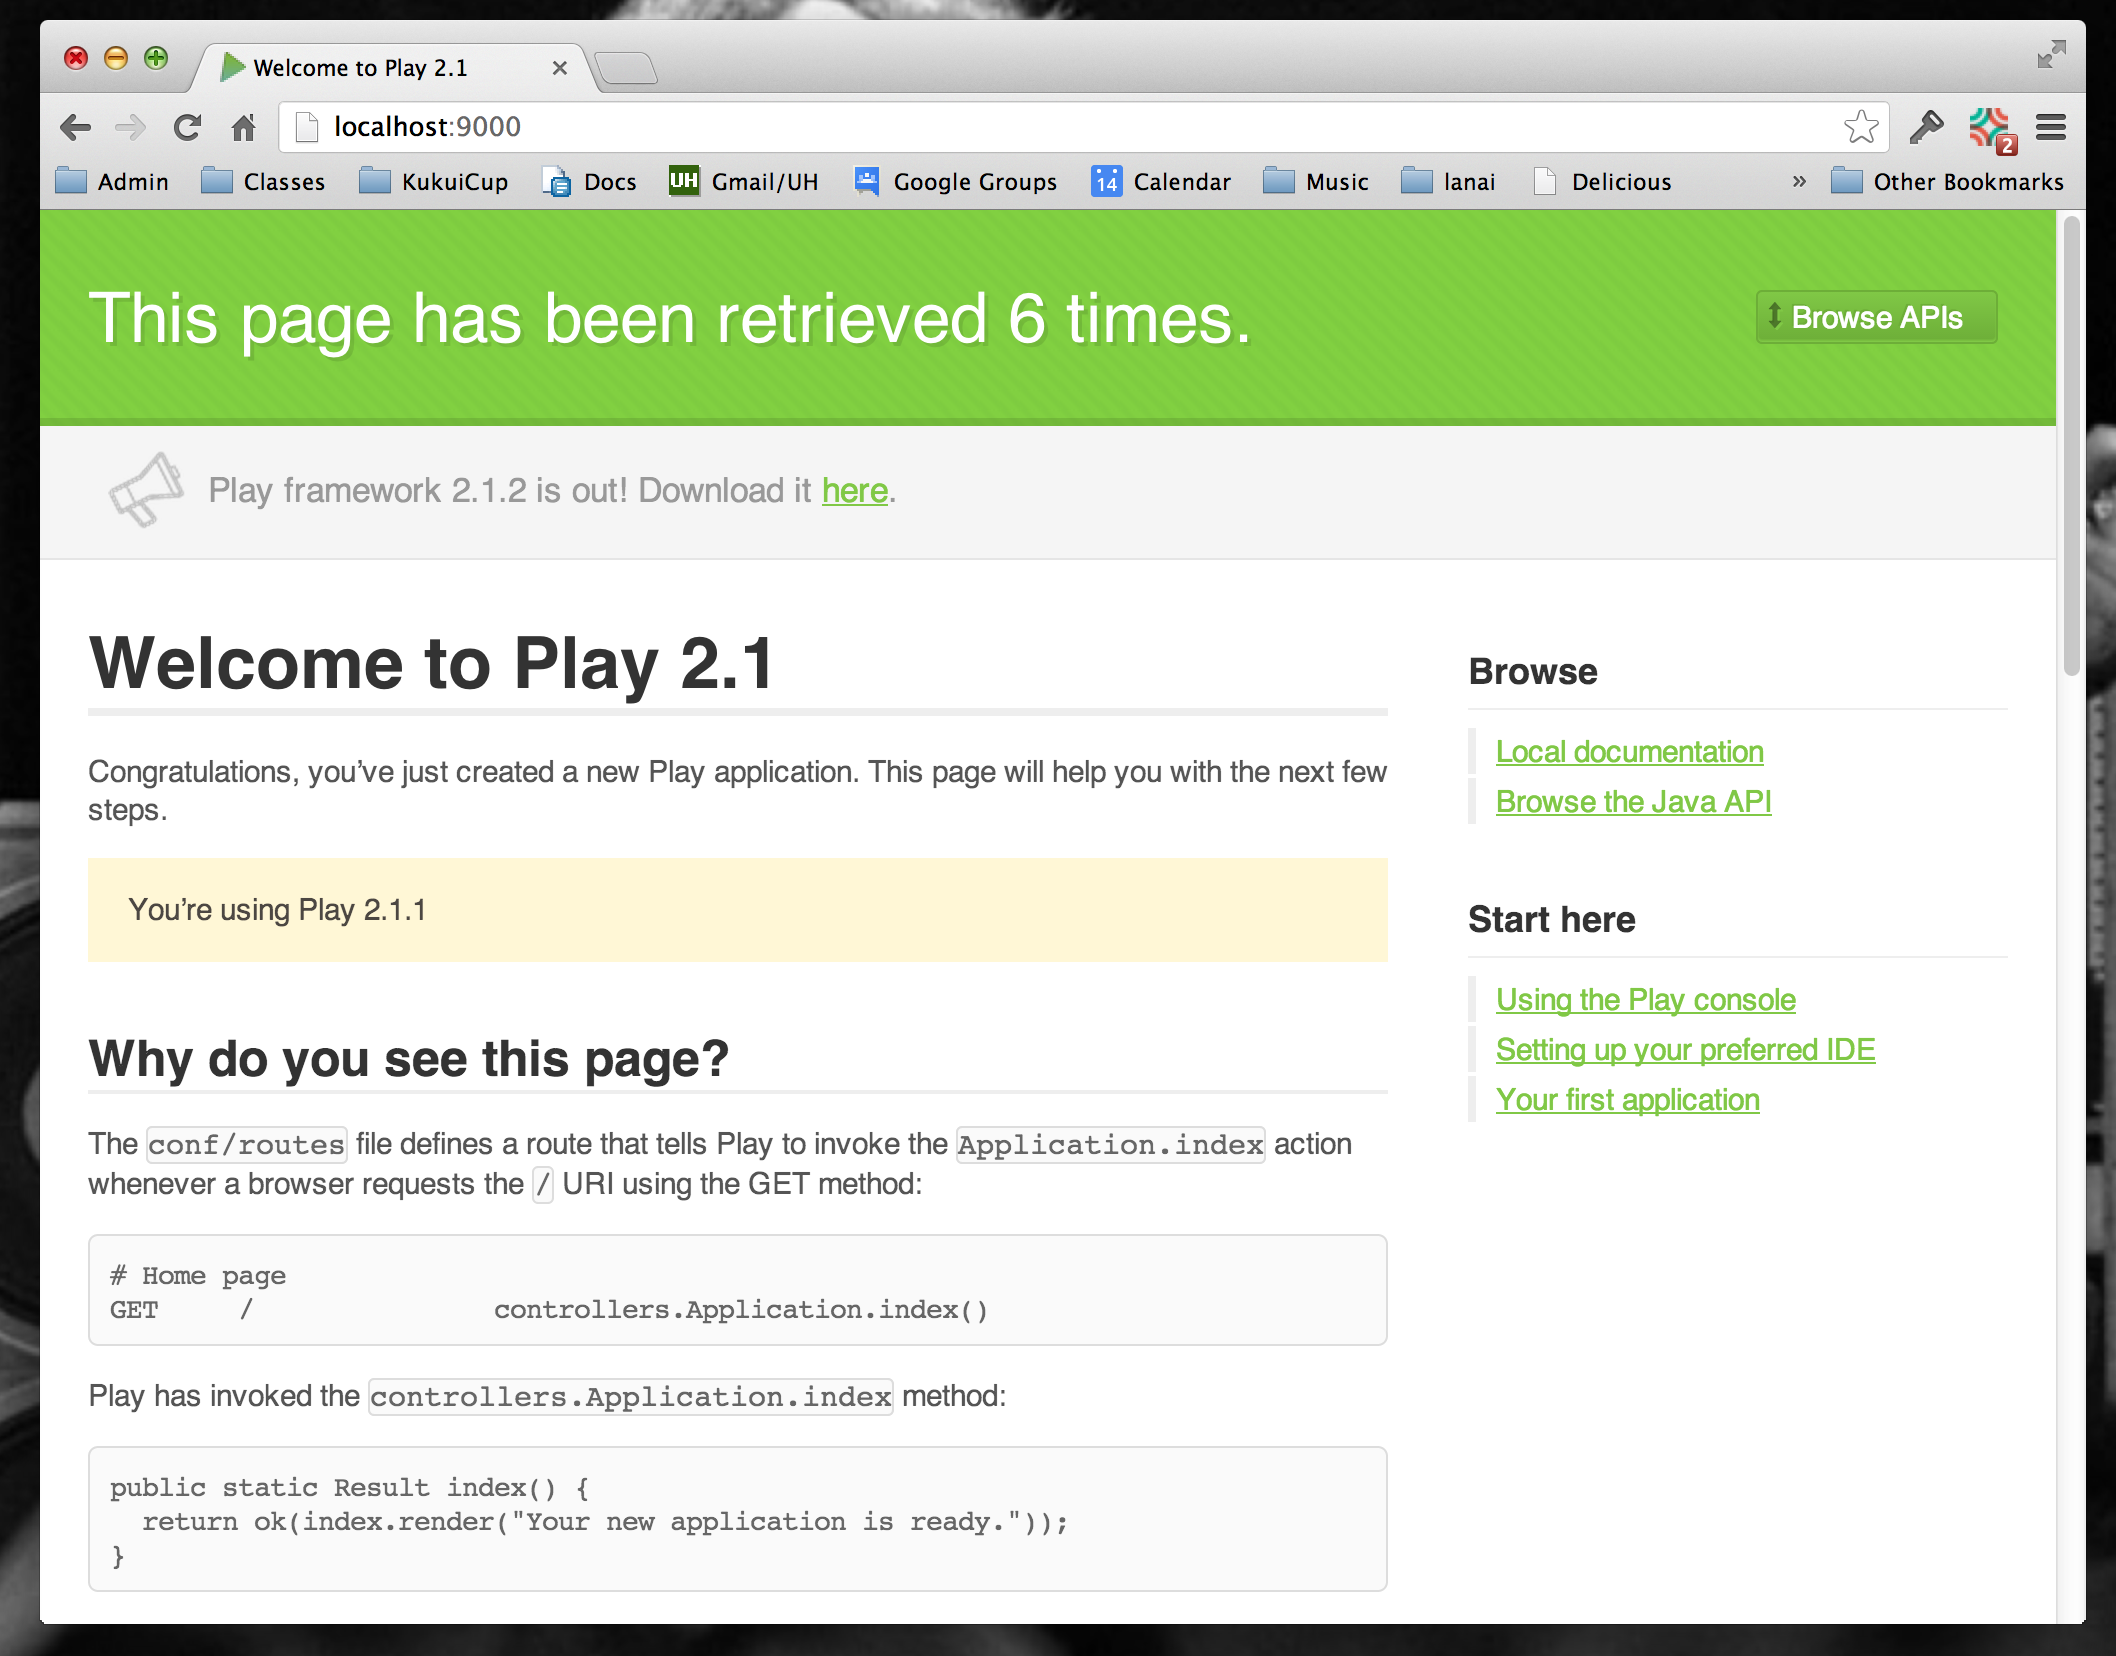 Welcome to Play 2.1
localhost:9000
2
Admin Classes KukuiCup Docs UH Gmail/UH Google Groups 14 Calendar Music lanai Delicious » Other Bookmarks
This page has been retrieved 6 times.
Browse APIs
Play framework 2.1.2 is out! Download it here.
Welcome to Play 2.1
Congratulations, you’ve just created a new Play application. This page will help you with the next few
steps.
You’re using Play 2.1.1
Why do you see this page?
The conf/routes file defines a route that tells Play to invoke the Application.index action
whenever a browser requests the / URI using the GET method:
# Home page
GET     /               controllers.Application.index()
Play has invoked the controllers.Application.index method:
public static Result index() {
  return ok(index.render("Your new application is ready."));
}
Browse
Local documentation
Browse the Java API
Start here
Using the Play console
Setting up your preferred IDE
Your first application